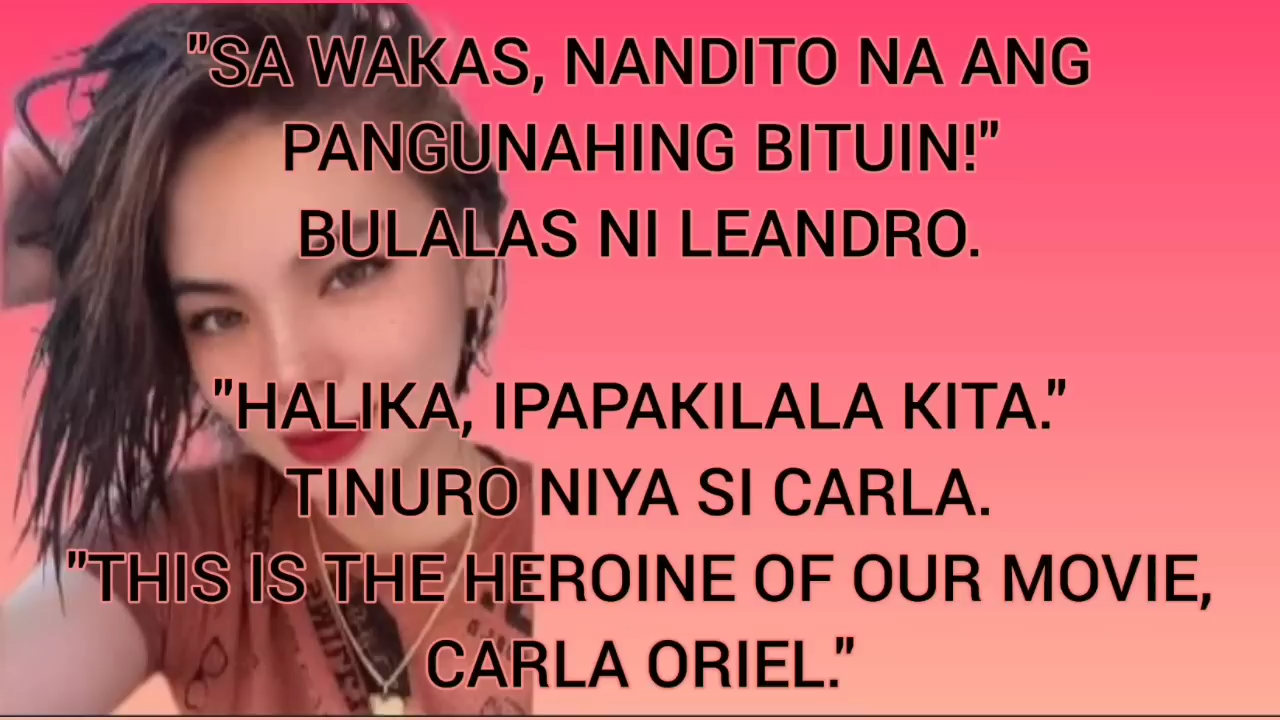 "SA WAKAS, NANDITO NA ANG
PANGUNAHING BITUIN!"
BULALAS NI LEANDRO.
"HALIKA, IPAPAKILALA KITA."
TINURO NIYA SI CARLA.
"THIS IS THE HEROINE OF OUR MOVIE,
CARLA ORIEL."